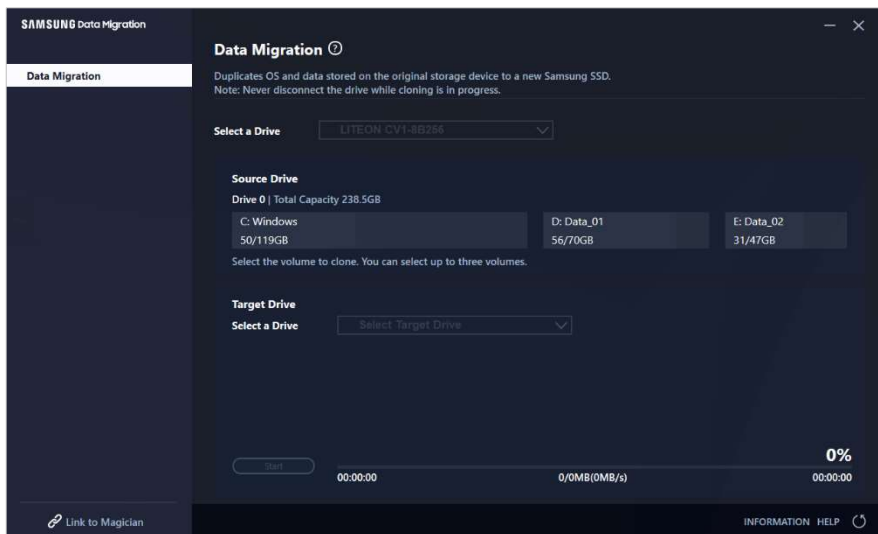 SAMSUNG Data Migration
Data Migration
Data Migration ?
Duplicates OS and data stored on the original storage device to a new Samsung SSD.
Note: Never disconnect the drive while cloning is in progress.
Select a Drive LITEON CV1-8B256
Source Drive
Drive 0 | Total Capacity 238.5GB
C: Windows D: Data_01 E: Data_02
50/119GB 56/70GB 31/47GB
Select the volume to clone. You can select up to three volumes.
Target Drive
Select a Drive Select Target Drive
0%
Start
00:00:00 0/0MB(0MB/s) 00:00:00
Link to Magician INFORMATION HELP